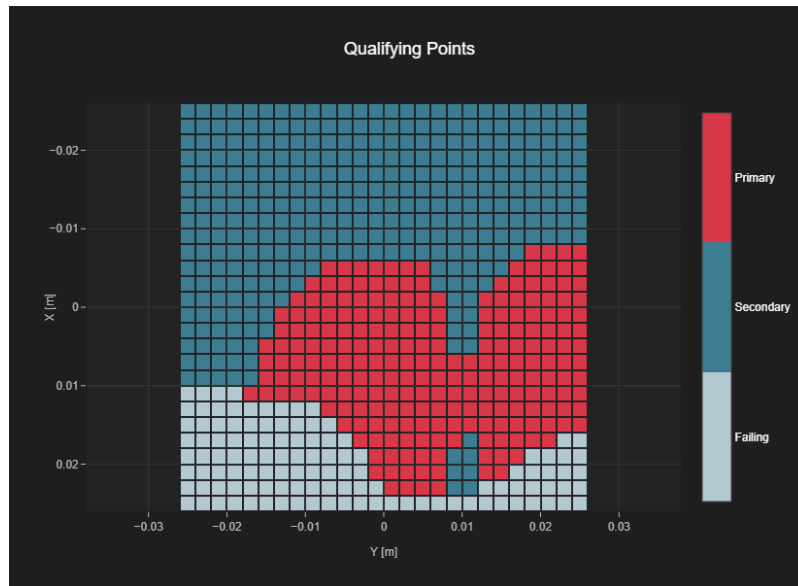 Qualifying Points
−0.02
−0.01
0
0.01
0.02
X [m]
−0.03
−0.02
−0.01
0
0.01
0.02
0.03
Y [m]
Primary
Secondary
Failing